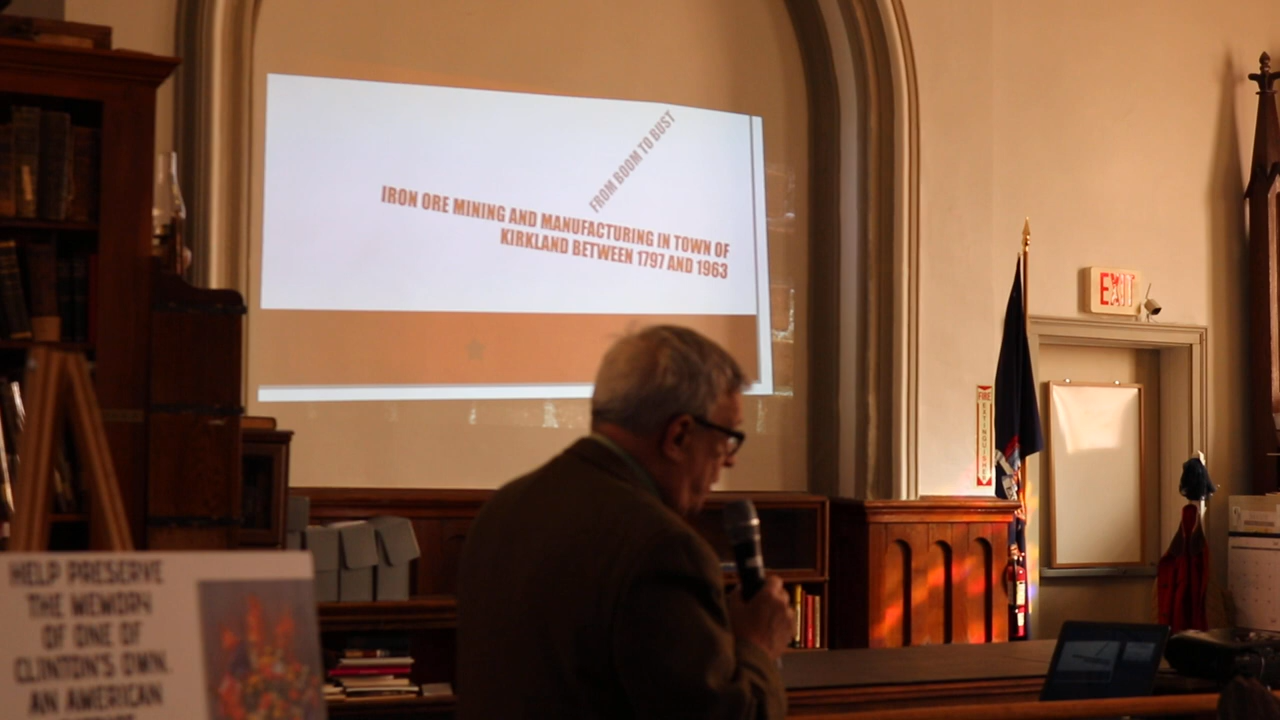 FROM BOOM TO BUST
IRON ORE MINING AND MANUFACTURING IN TOWN OF
KIRKLAND BETWEEN 1797 AND 1963
EXIT
FIRE
EXTINGUISHER
HELP PRESERVE
THE MEMORY
OF ONE OF
CLINTON'S OWN.
AN AMERICAN